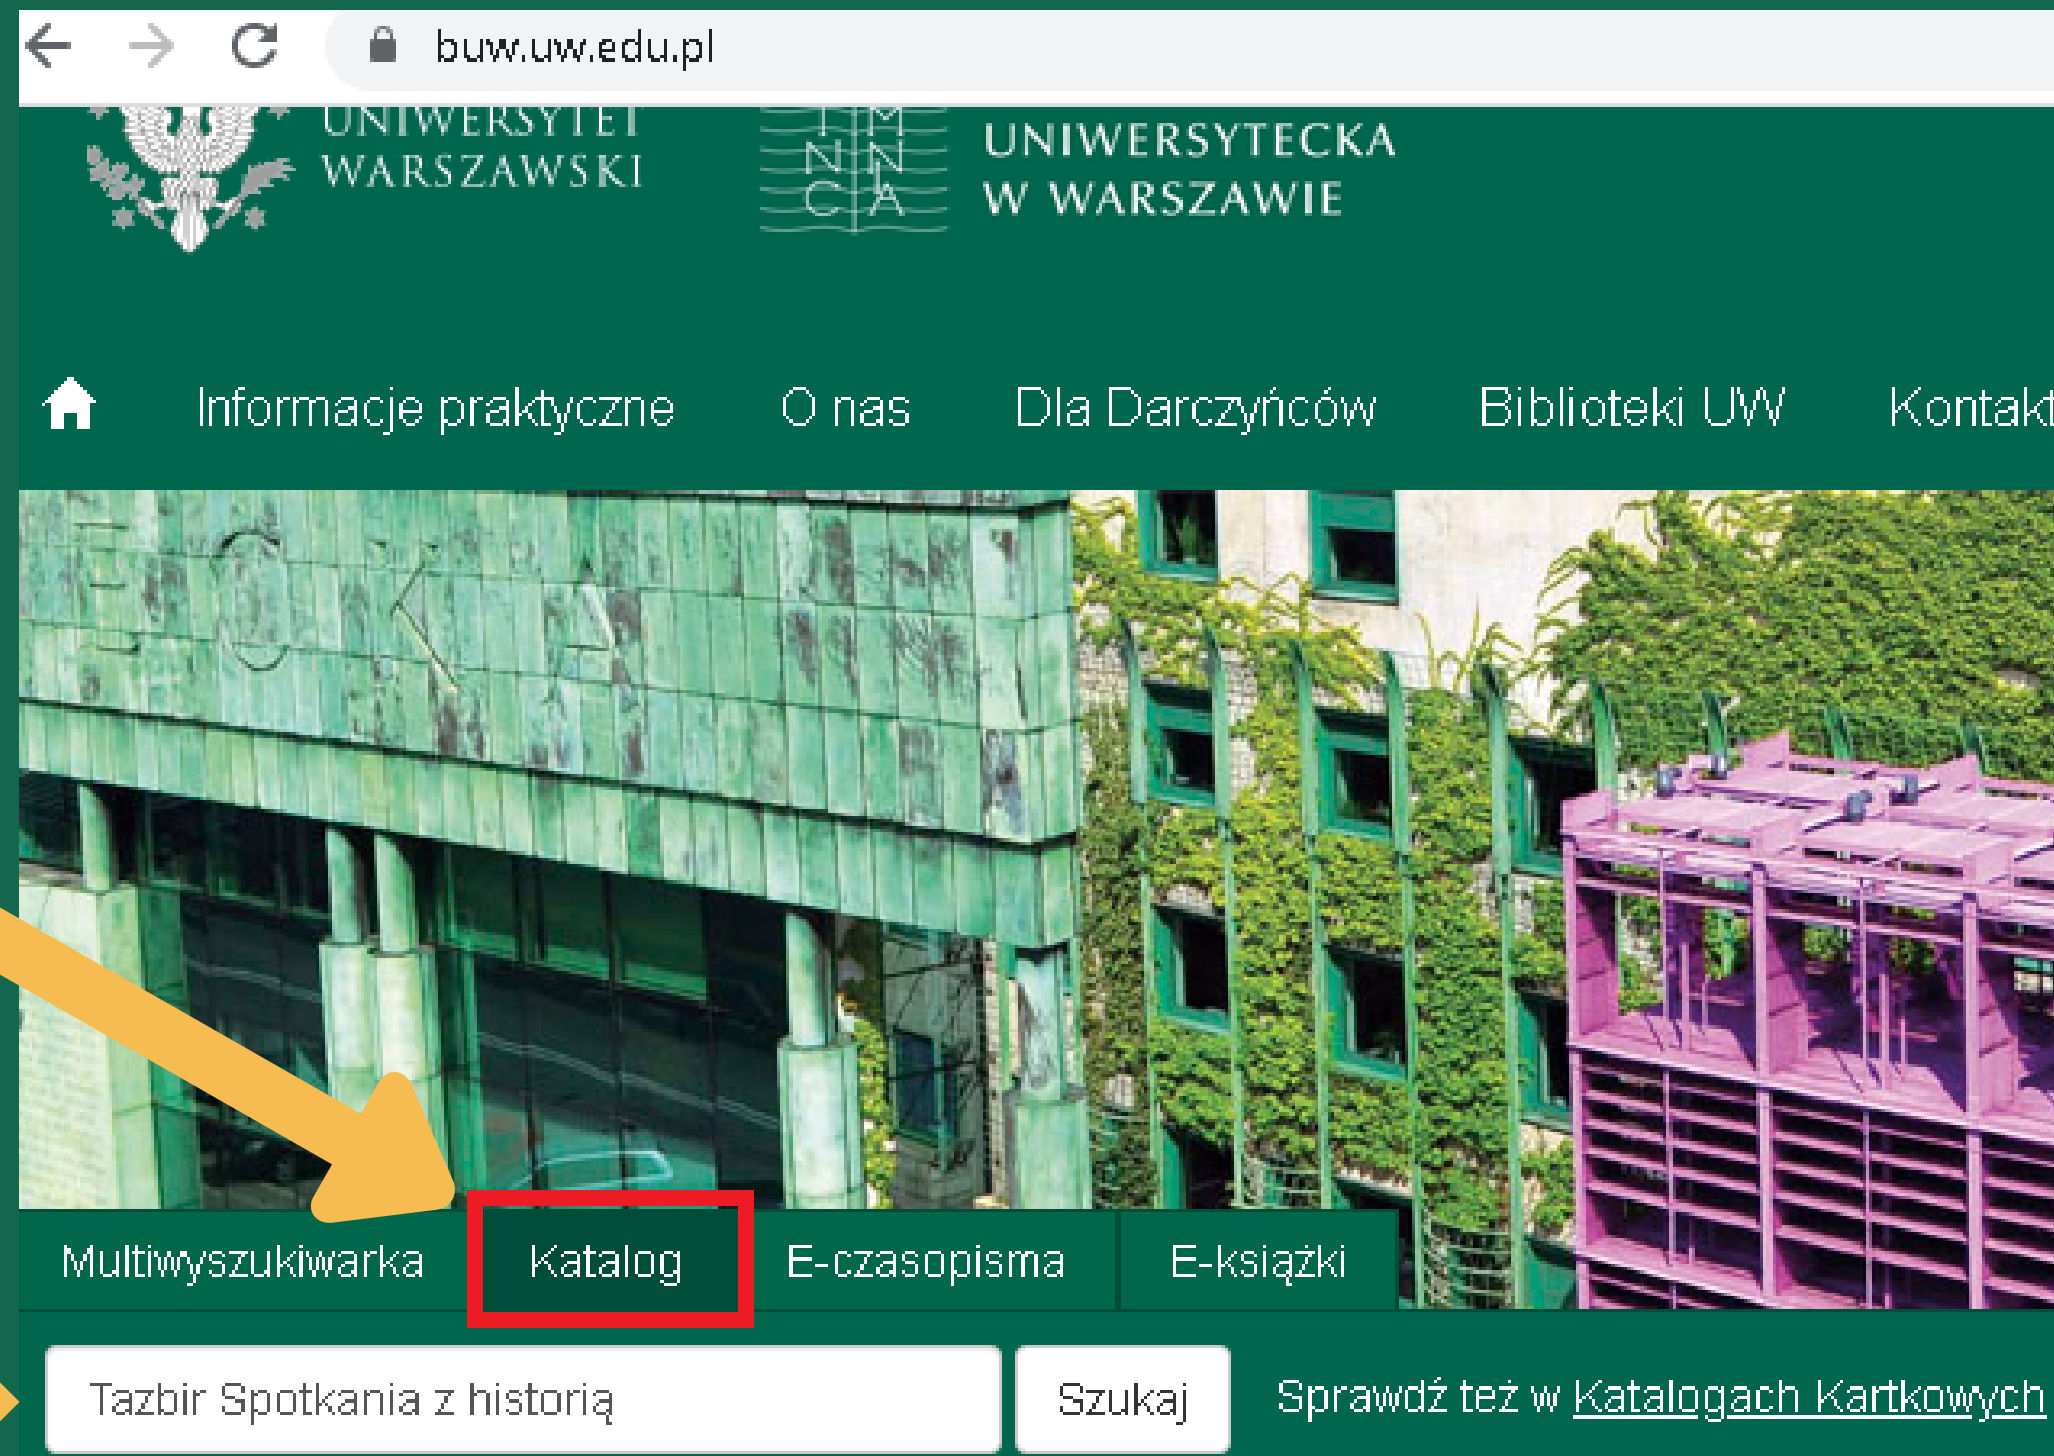 buw.uw.edu.pl
UNIWERSYTET
WARSZAWSKI
UNIWERSYTECKA
W WARSZAWIE
Informacje praktyczne O nas Dla Darczyńców Biblioteki UW Kontakt
Multiwyszukiwarka Katalog E-czasopisma E-książki
Tazbir Spotkania z historią Szukaj Sprawdź też w Katalogach Kartkowych